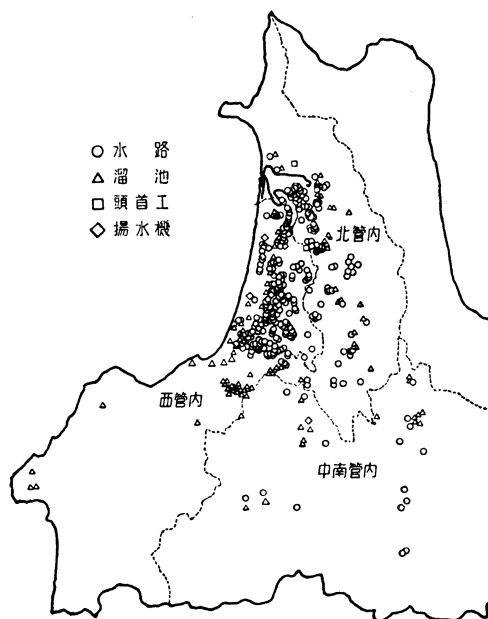 ○ 水路
△ 溜池
□ 頭首工
◇ 揚水機
北管内
西管内
中南管内